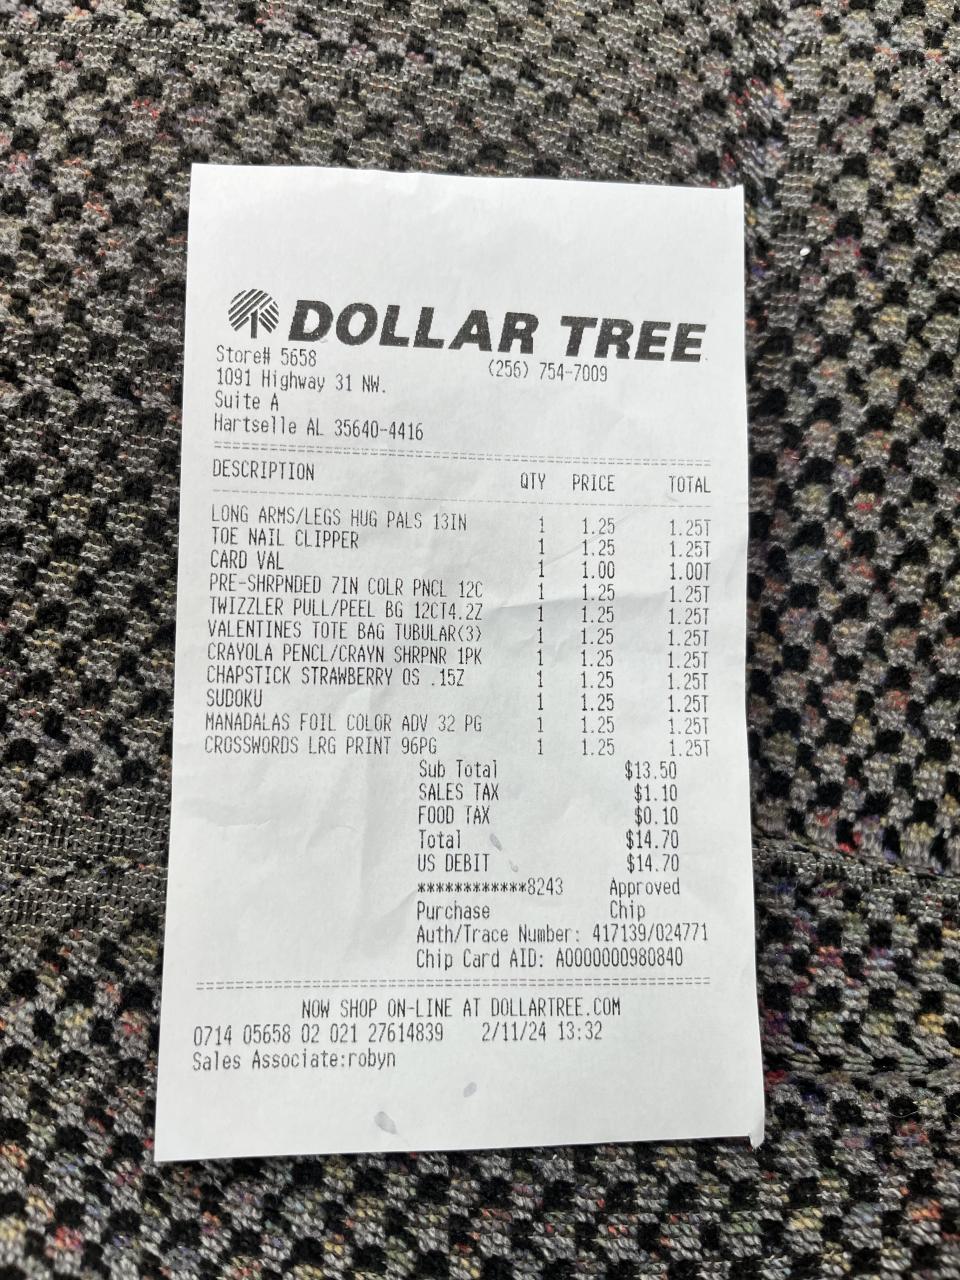 DOLLAR TREE
Store# 5658 (256) 754-7009
1091 Highway 31 NW.
Suite A
Hartselle AL 35640-4416
DESCRIPTION QTY PRICE TOTAL
LONG ARMS/LEGS HUG PALS 13IN 1 1.25 1.25T
TOE NAIL CLIPPER 1 1.25 1.25T
CARD VAL 1 1.00 1.00T
PRE-SHRPNDED 7IN COLR PNCL 12C 1 1.25 1.25T
TWIZZLER PULL/PEEL BG 12CT4.2Z 1 1.25 1.25T
VALENTINES TOTE BAG TUBULAR(3) 1 1.25 1.25T
CRAYOLA PENCL/CRAYN SHRPNR 1PK 1 1.25 1.25T
CHAPSTICK STRAWBERRY OS .15Z 1 1.25 1.25T
SUDOKU 1 1.25 1.25T
MANADALAS FOIL COLOR ADV 32 PG 1 1.25 1.25T
CROSSWORDS LRG PRINT 96PG 1 1.25 1.25T
Sub Total $13.50
SALES TAX $1.10
FOOD TAX $0.10
Total $14.70
US DEBIT $14.70
************8243 Approved
Purchase Chip
Auth/Trace Number: 417139/024771
Chip Card AID: A0000000980840
NOW SHOP ON-LINE AT DOLLARTREE.COM
0714 05658 02 021 27614839 2/11/24 13:32
Sales Associate:robyn